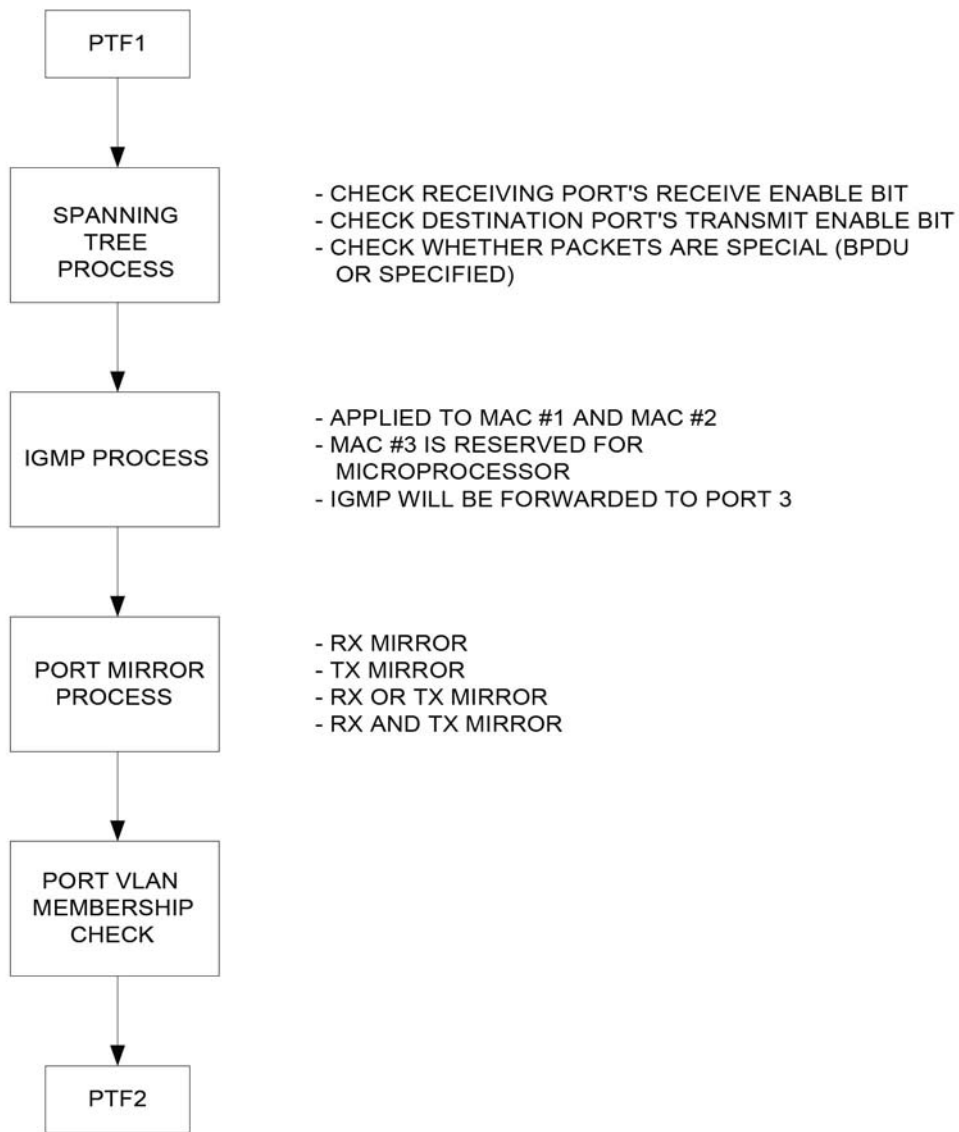 PTF1
SPANNING
TREE
PROCESS
- CHECK RECEIVING PORT'S RECEIVE ENABLE BIT
- CHECK DESTINATION PORT'S TRANSMIT ENABLE BIT
- CHECK WHETHER PACKETS ARE SPECIAL (BPDU
OR SPECIFIED)
IGMP PROCESS
- APPLIED TO MAC #1 AND MAC #2
- MAC #3 IS RESERVED FOR
MICROPROCESSOR
- IGMP WILL BE FORWARDED TO PORT 3
PORT MIRROR
PROCESS
- RX MIRROR
- TX MIRROR
- RX OR TX MIRROR
- RX AND TX MIRROR
PORT VLAN
MEMBERSHIP
CHECK
PTF2